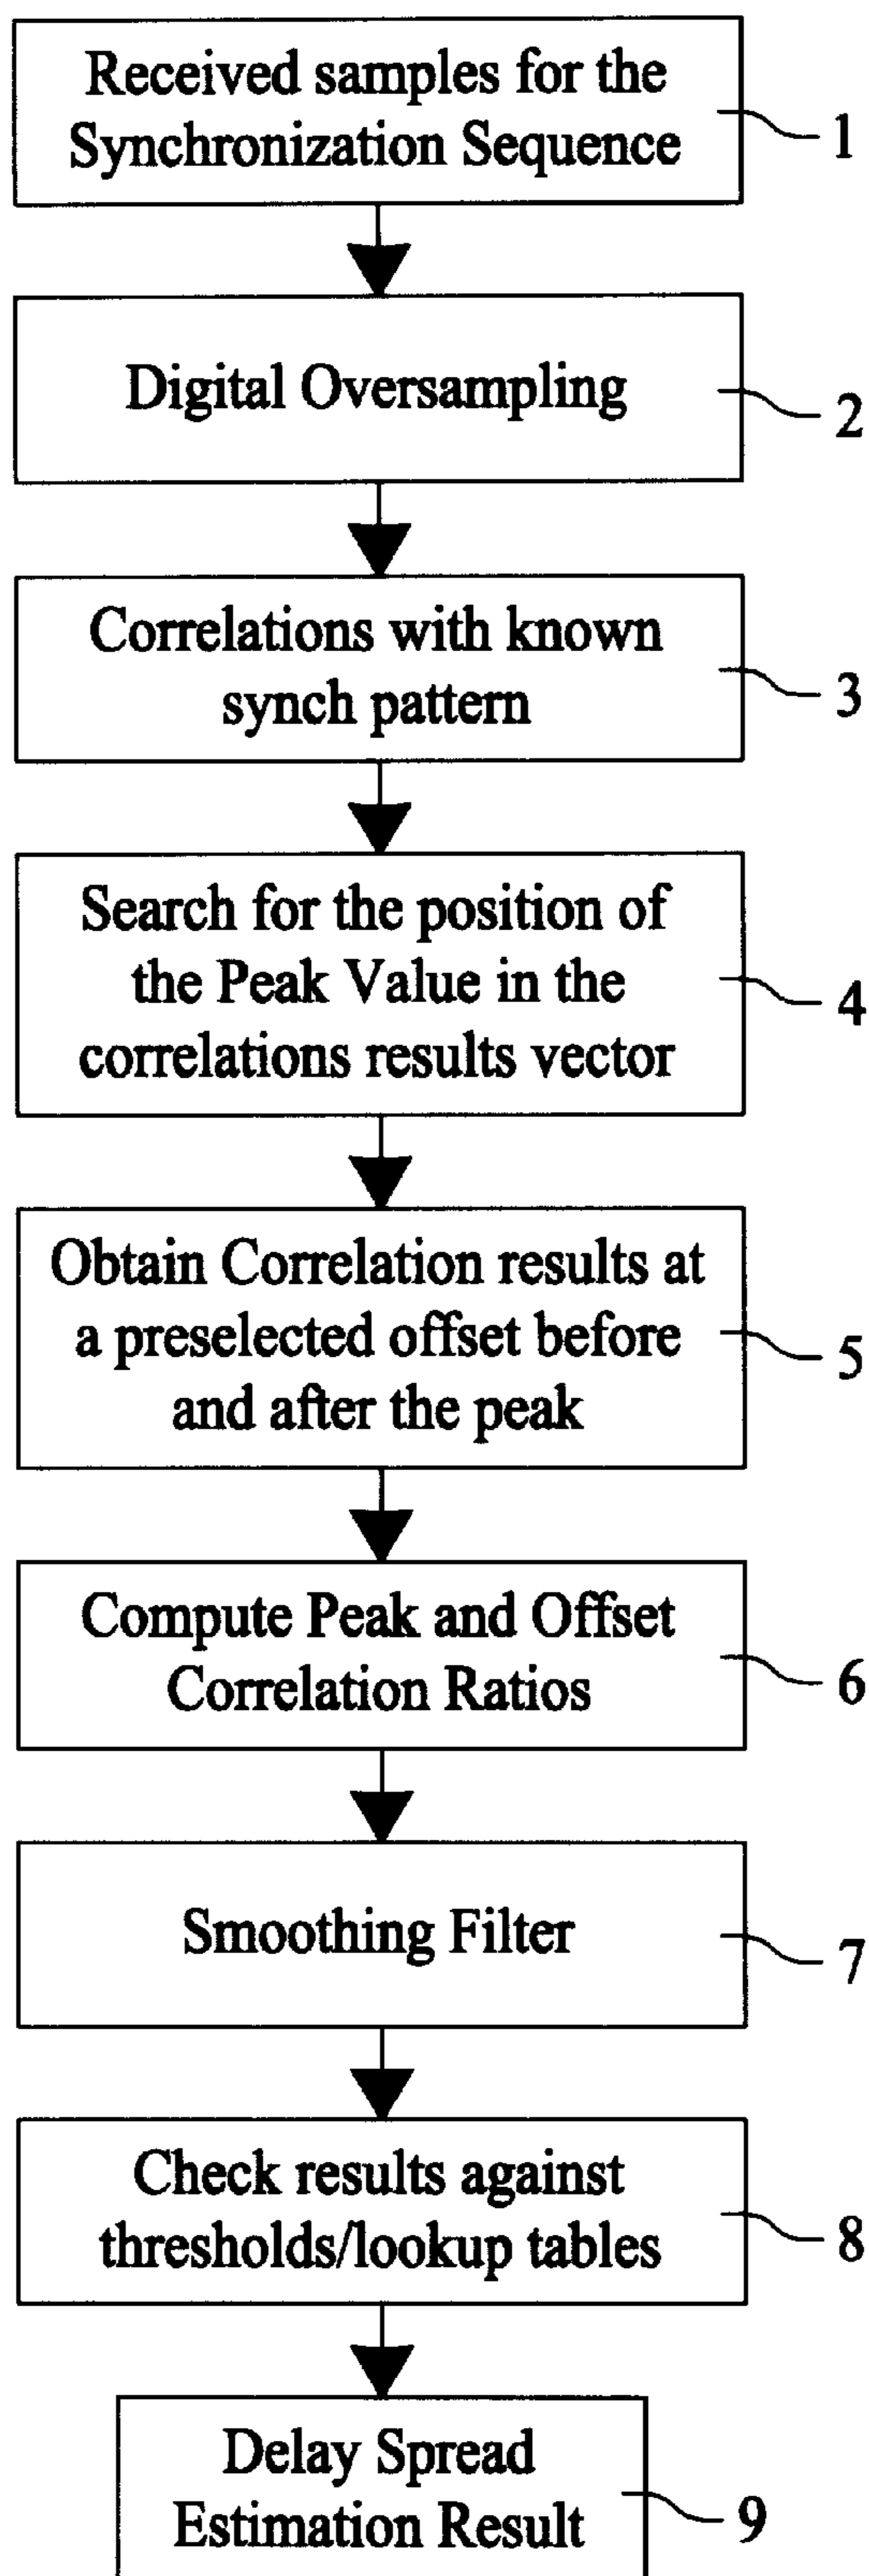 Received samples for the
Synchronization Sequence
1
Digital Oversampling
2
Correlations with known
synch pattern
3
Search for the position of
the Peak Value in the
correlations results vector
4
Obtain Correlation results at
a preselected offset before
and after the peak
5
Compute Peak and Offset
Correlation Ratios
6
Smoothing Filter
7
Check results against
thresholds/lookup tables
8
Delay Spread
Estimation Result
9